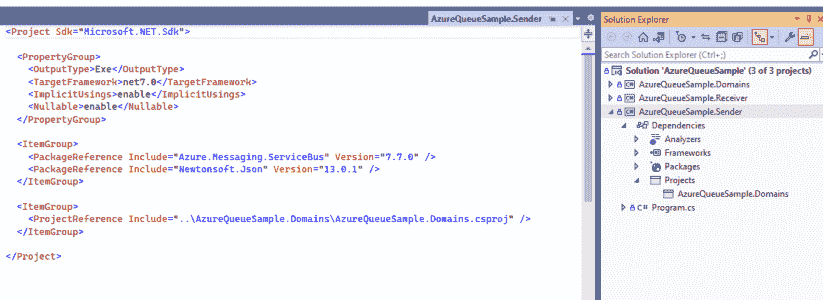 AzureQueueSample.Sender
<Project Sdk="Microsoft.NET.Sdk">
<PropertyGroup>
<OutputType>Exe</OutputType>
<TargetFramework>net7.0</TargetFramework>
<ImplicitUsings>enable</ImplicitUsings>
<Nullable>enable</Nullable>
</PropertyGroup>
<ItemGroup>
<PackageReference Include="Azure.Messaging.ServiceBus" Version="7.7.0" />
<PackageReference Include="Newtonsoft.Json" Version="13.0.1" />
</ItemGroup>
<ItemGroup>
<ProjectReference Include="..\AzureQueueSample.Domains\AzureQueueSample.Domains.csproj" />
</ItemGroup>
</Project>
Solution Explorer
Search Solution Explorer (Ctrl+;)
Solution 'AzureQueueSample' (3 of 3 projects)
AzureQueueSample.Domains
AzureQueueSample.Receiver
AzureQueueSample.Sender
Dependencies
Analyzers
Frameworks
Packages
Projects
AzureQueueSample.Domains
C# Program.cs